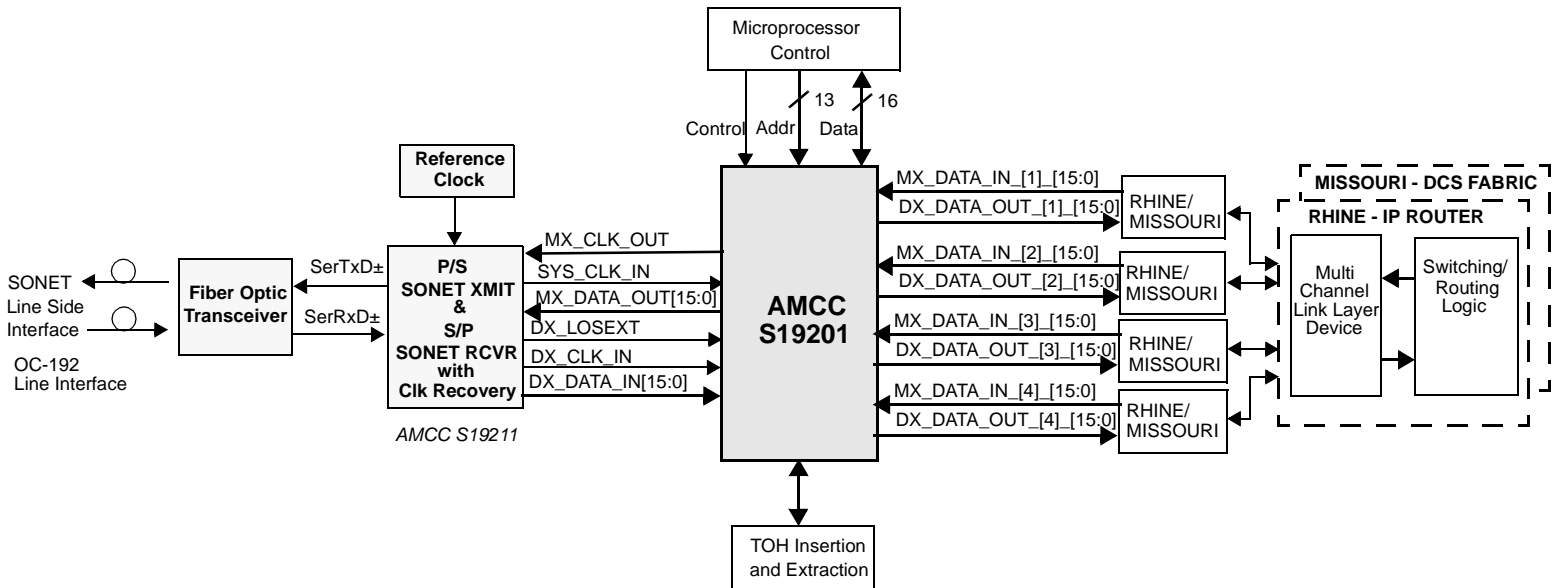 Microprocessor
Control
13
16
Control
Addr
Data
Reference
Clock
MX_DATA_IN_[1]_[15:0]
DX_DATA_OUT_[1]_[15:0]
RHINE/
MISSOURI
MISSOURI - DCS FABRIC
RHINE - IP ROUTER
MX_CLK_OUT
SYS_CLK_IN
MX_DATA_OUT[15:0]
DX_LOSEXT
DX_CLK_IN
DX_DATA_IN[15:0]
P/S
SONET XMIT
&
S/P
SONET RCVR
with
Clk Recovery
AMCC S19211
SerTxD±
SerRxD±
SONET
Line Side
Interface
OC-192
Line Interface
Fiber Optic
Transceiver
AMCC
S19201
MX_DATA_IN_[2]_[15:0]
DX_DATA_OUT_[2]_[15:0]
RHINE/
MISSOURI
MX_DATA_IN_[3]_[15:0]
DX_DATA_OUT_[3]_[15:0]
RHINE/
MISSOURI
MX_DATA_IN_[4]_[15:0]
DX_DATA_OUT_[4]_[15:0]
RHINE/
MISSOURI
Multi
Channel
Link Layer
Device
Switching/
Routing
Logic
TOH Insertion
and Extraction